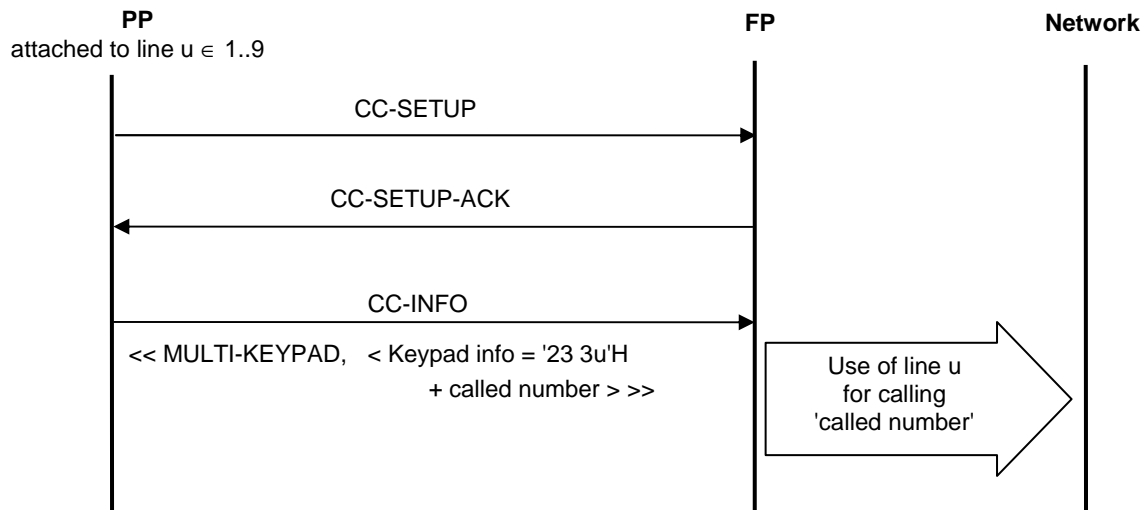 PP
attached to line u ∈ 1..9
FP
Network
CC-SETUP
CC-SETUP-ACK
CC-INFO
<< MULTI-KEYPAD, < Keypad info = '23 3u'H
+ called number > >>
Use of line u
for calling
'called number'